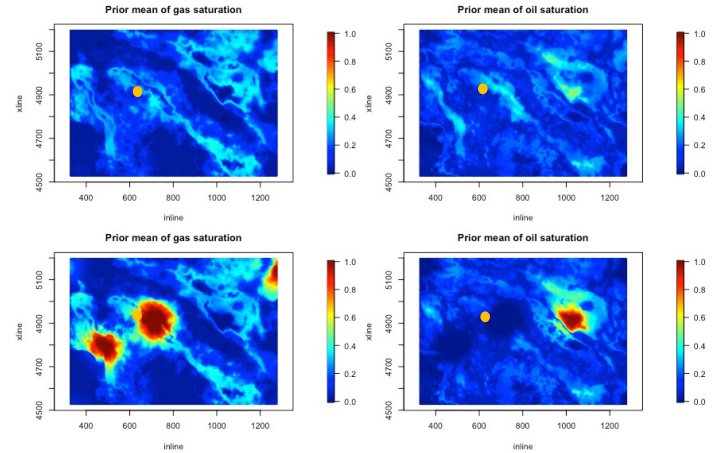 Prior mean of gas saturation
xline
4500 4700 4900 5100
400 600 800 1000 1200
inline
0.0 0.2 0.4 0.6 0.8 1.0
Prior mean of oil saturation
xline
4500 4700 4900 5100
400 600 800 1000 1200
inline
0.0 0.2 0.4 0.6 0.8 1.0
Prior mean of gas saturation
xline
4500 4700 4900 5100
400 600 800 1000 1200
inline
0.0 0.2 0.4 0.6 0.8 1.0
Prior mean of oil saturation
xline
4500 4700 4900 5100
400 600 800 1000 1200
inline
0.0 0.2 0.4 0.6 0.8 1.0